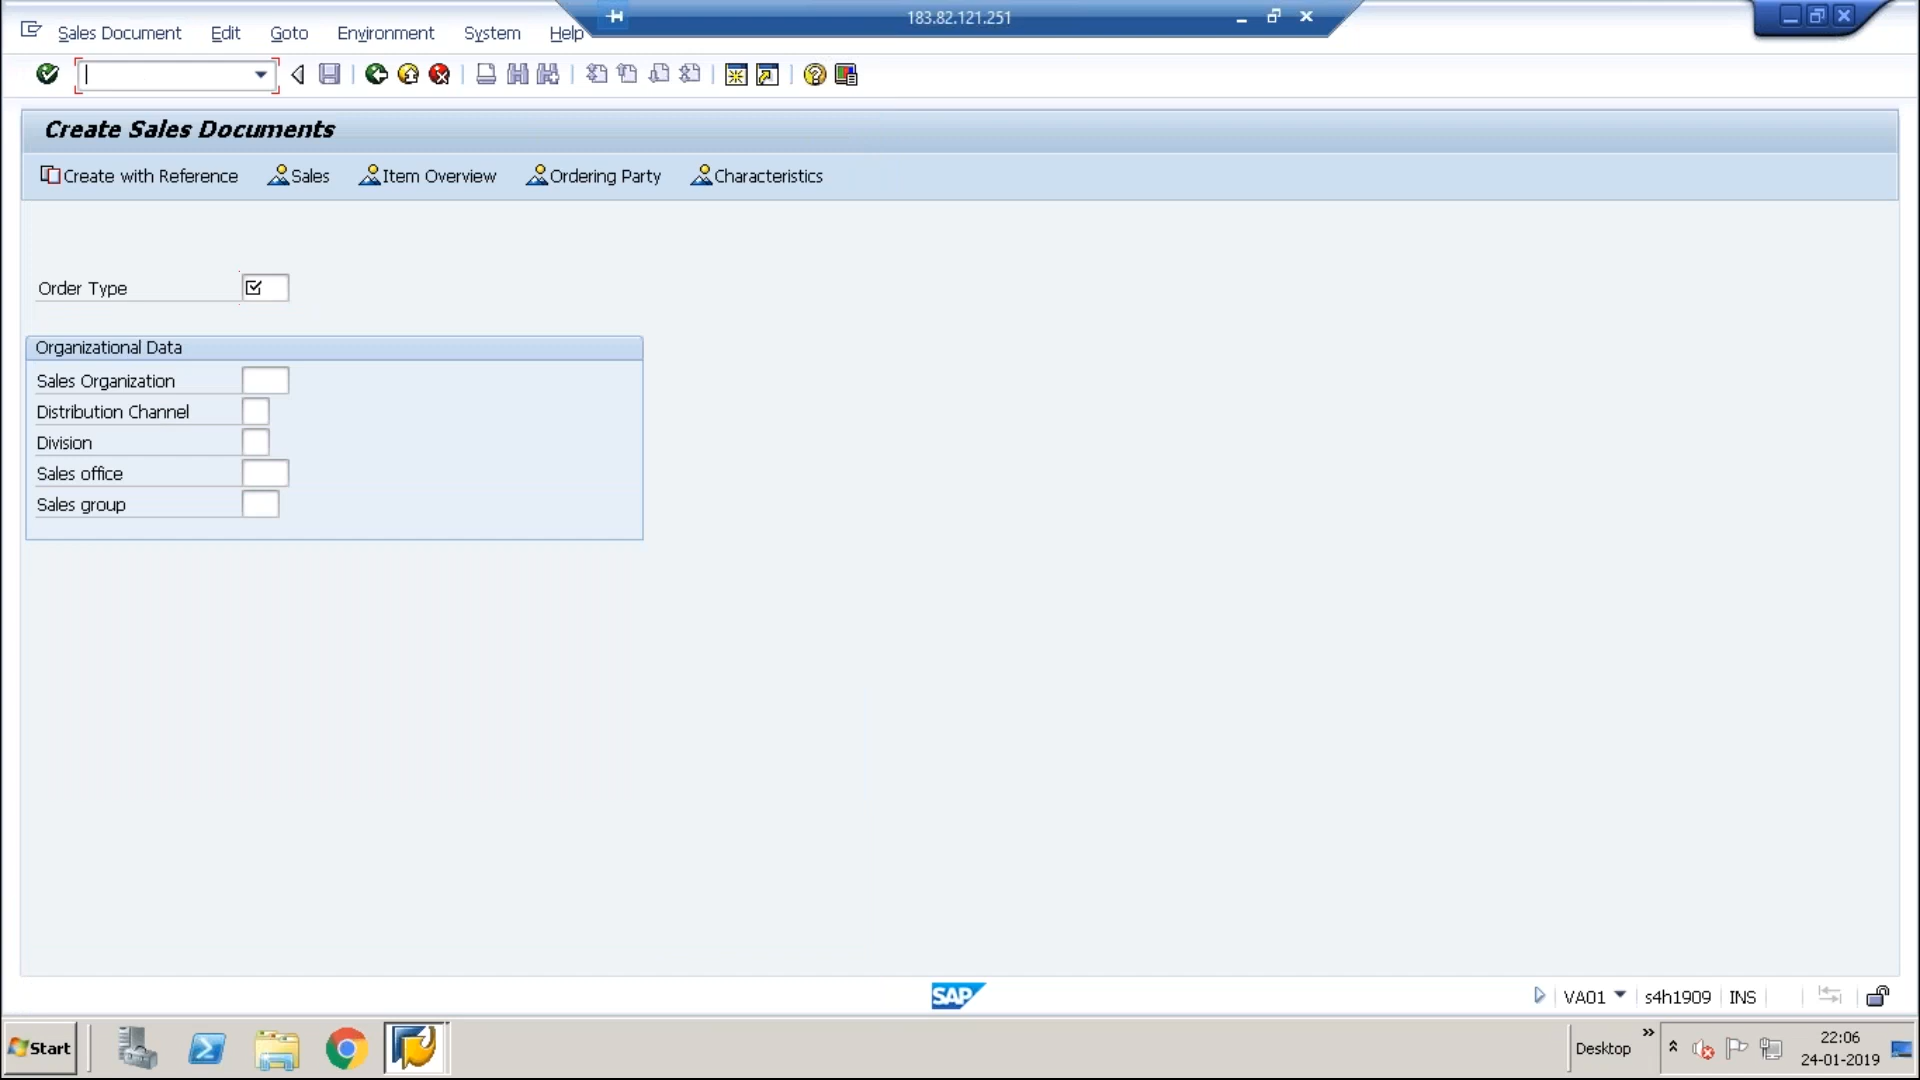 183.82.121.251
Sales Document Edit Goto Environment System Help
Create Sales Documents
Create with Reference Sales Item Overview Ordering Party Characteristics
Order Type
Organizational Data
Sales Organization
Distribution Channel
Division
Sales office
Sales group
SAP
VA01 s4h1909 INS
Start
Desktop
22:06
24-01-2019